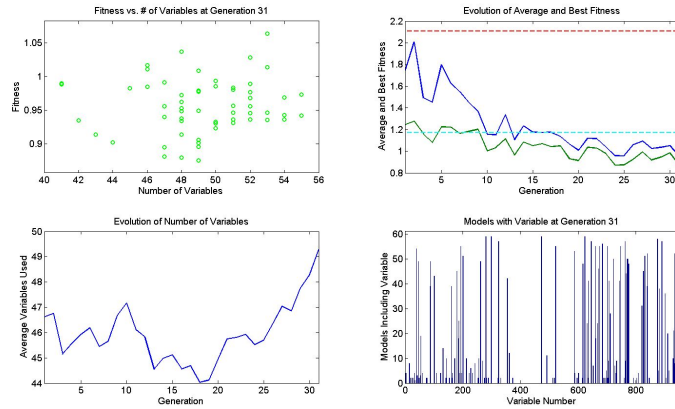 Fitness vs. # of Variables at Generation 31
1.05
1
0.95
0.9
Fitness
40 42 44 46 48 50 52 54 56
Number of Variables
Evolution of Average and Best Fitness
2.2
2
1.8
1.6
1.4
1.2
1
0.8
Average and Best Fitness
5 10 15 20 25 30
Generation
Evolution of Number of Variables
50
49
48
47
46
45
44
Average Variables Used
5 10 15 20 25 30
Generation
Models with Variable at Generation 31
60
50
40
30
20
10
0
Models Including Variable
0 200 400 600 800
Variable Number